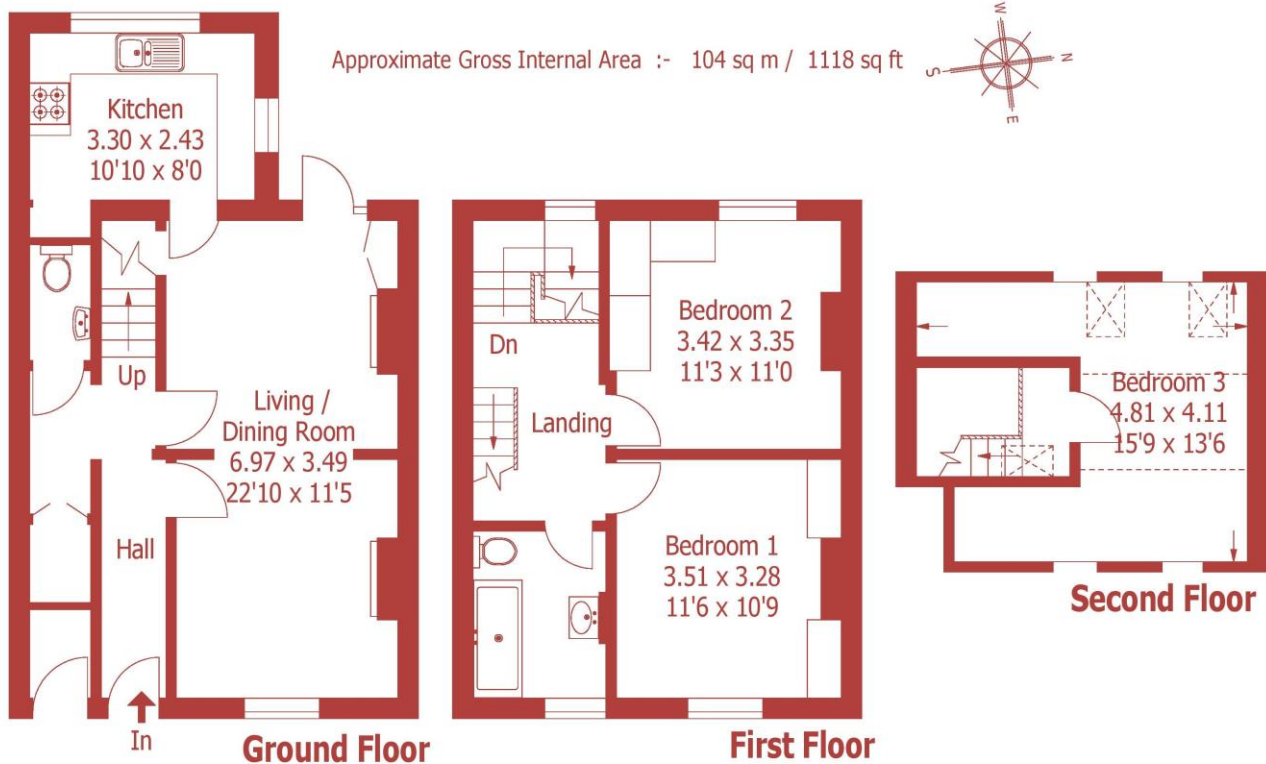 Approximate Gross Internal Area :- 104 sq m / 1118 sq ft
W
N
S
E
Kitchen
3.30 x 2.43
10'10 x 8'0
Up
Living /
Dining Room
6.97 x 3.49
22'10 x 11'5
Hall
In
Ground Floor
Bedroom 2
3.42 x 3.35
11'3 x 11'0
Dn
Landing
Bedroom 1
3.51 x 3.28
11'6 x 10'9
First Floor
Bedroom 3
4.81 x 4.11
15'9 x 13'6
Second Floor